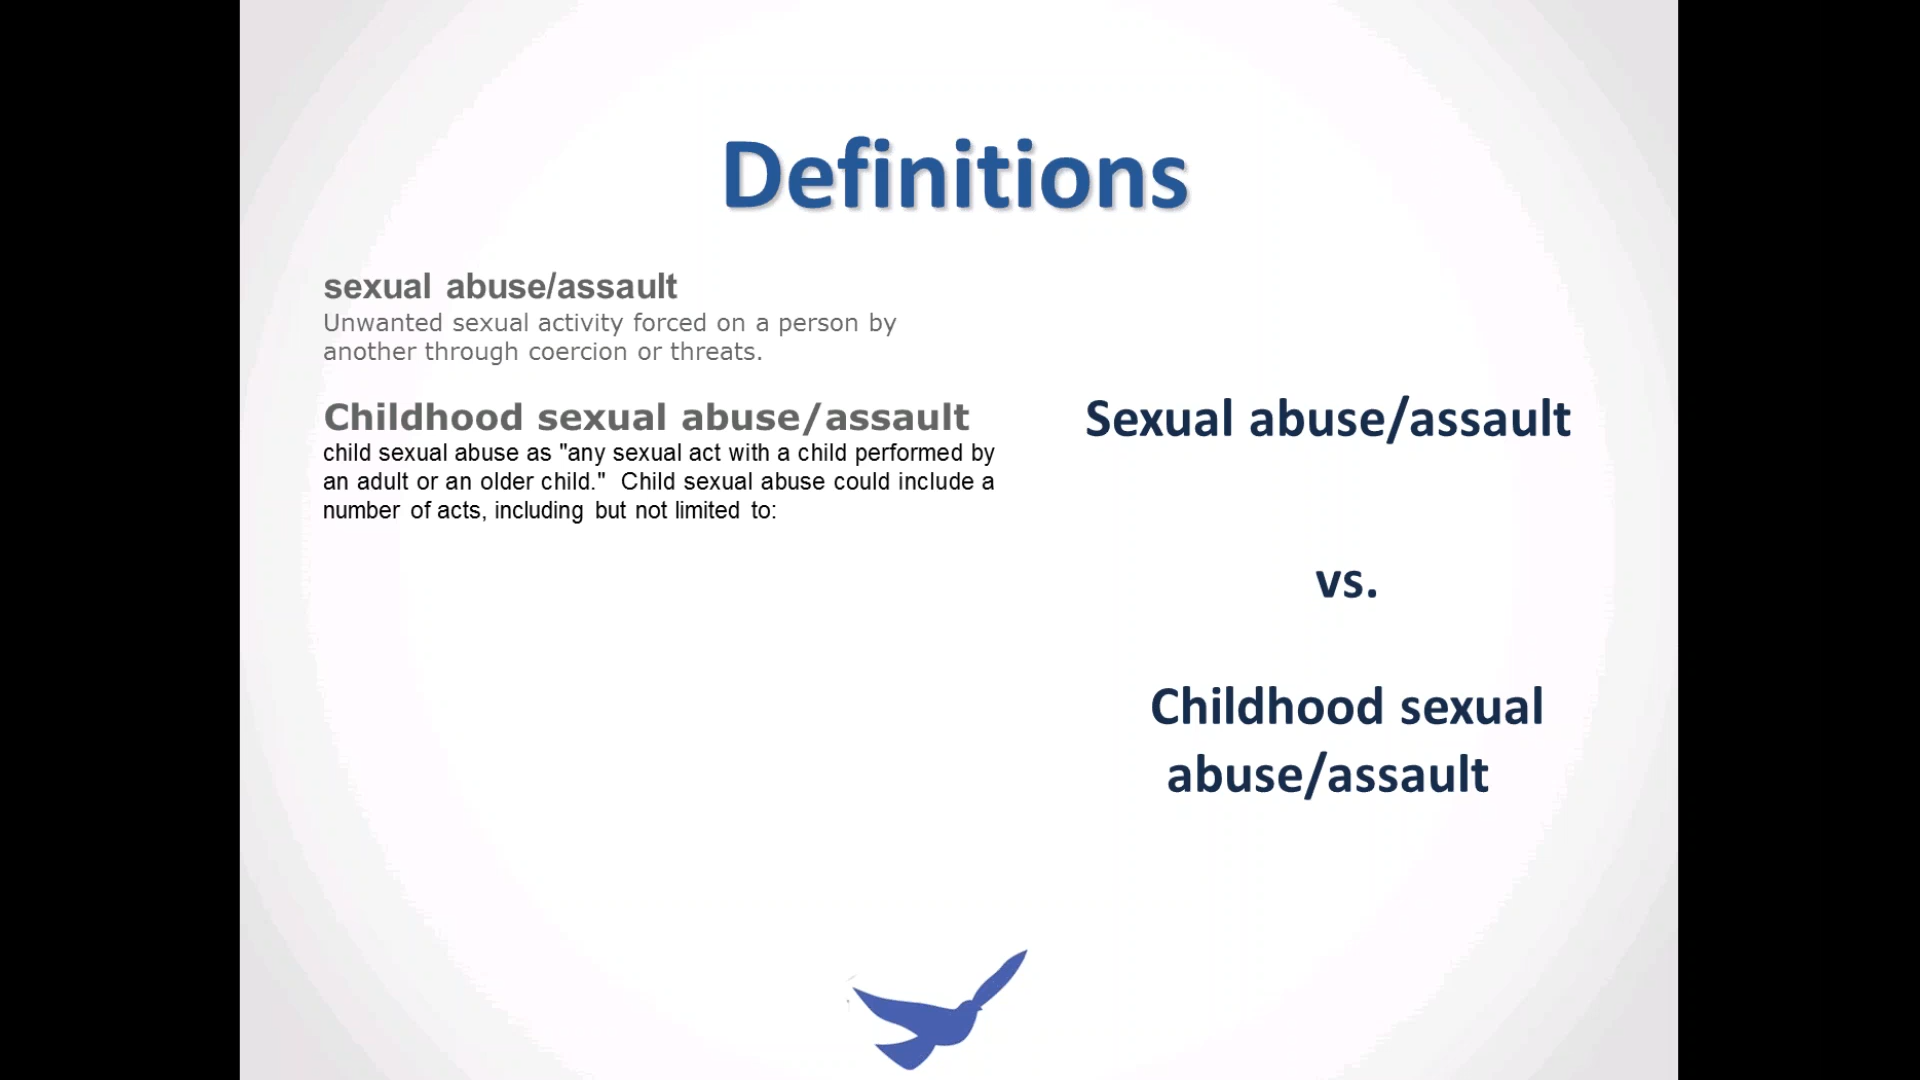 Definitions
sexual abuse/assault
Unwanted sexual activity forced on a person by
another through coercion or threats.
Childhood sexual abuse/assault
child sexual abuse as "any sexual act with a child performed by
an adult or an older child."  Child sexual abuse could include a
number of acts, including but not limited to:
Sexual abuse/assault
vs.
Childhood sexual
abuse/assault